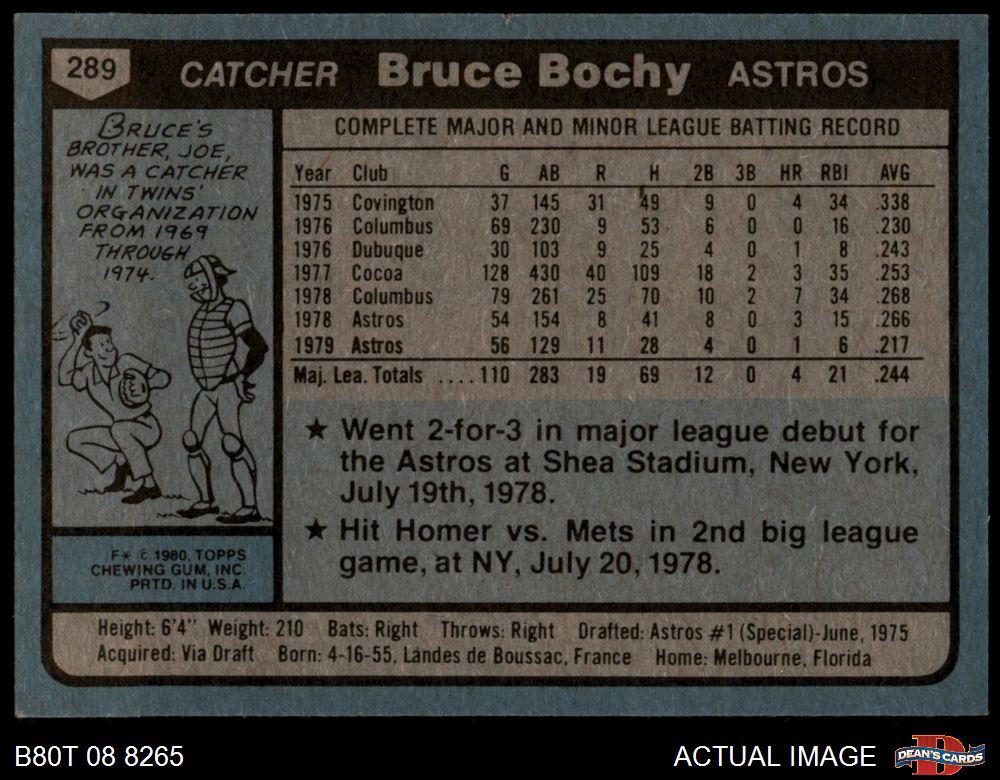 289 CATCHER Bruce Bochy ASTROS
BRUCE'S
BROTHER, JOE,
WAS A CATCHER
IN TWINS'
ORGANIZATION
FROM 1969
THROUGH
1974.
F* © 1980, TOPPS
CHEWING GUM, INC.
PRTD. IN U.S.A.
COMPLETE MAJOR AND MINOR LEAGUE BATTING RECORD
Year Club G AB R H 2B 3B HR RBI AVG
1975 Covington 37 145 31 49 9 0 4 34 .338
1976 Columbus 69 230 9 53 6 0 0 16 .230
1976 Dubuque 30 103 9 25 4 0 1 8 .243
1977 Cocoa 128 430 40 109 18 2 3 35 .253
1978 Columbus 79 261 25 70 10 2 7 34 .268
1978 Astros 54 154 8 41 8 0 3 15 .266
1979 Astros 56 129 11 28 4 0 1 6 .217
Maj. Lea. Totals ....110 283 19 69 12 0 4 21 .244
★ Went 2-for-3 in major league debut for
the Astros at Shea Stadium, New York,
July 19th, 1978.
★ Hit Homer vs. Mets in 2nd big league
game, at NY, July 20, 1978.
Height: 6'4" Weight: 210 Bats: Right Throws: Right Drafted: Astros #1 (Special)-June, 1975
Acquired: Via Draft Born: 4-16-55, Landes de Boussac, France Home: Melbourne, Florida
B80T 08 8265 ACTUAL IMAGE DEAN'S CARDS